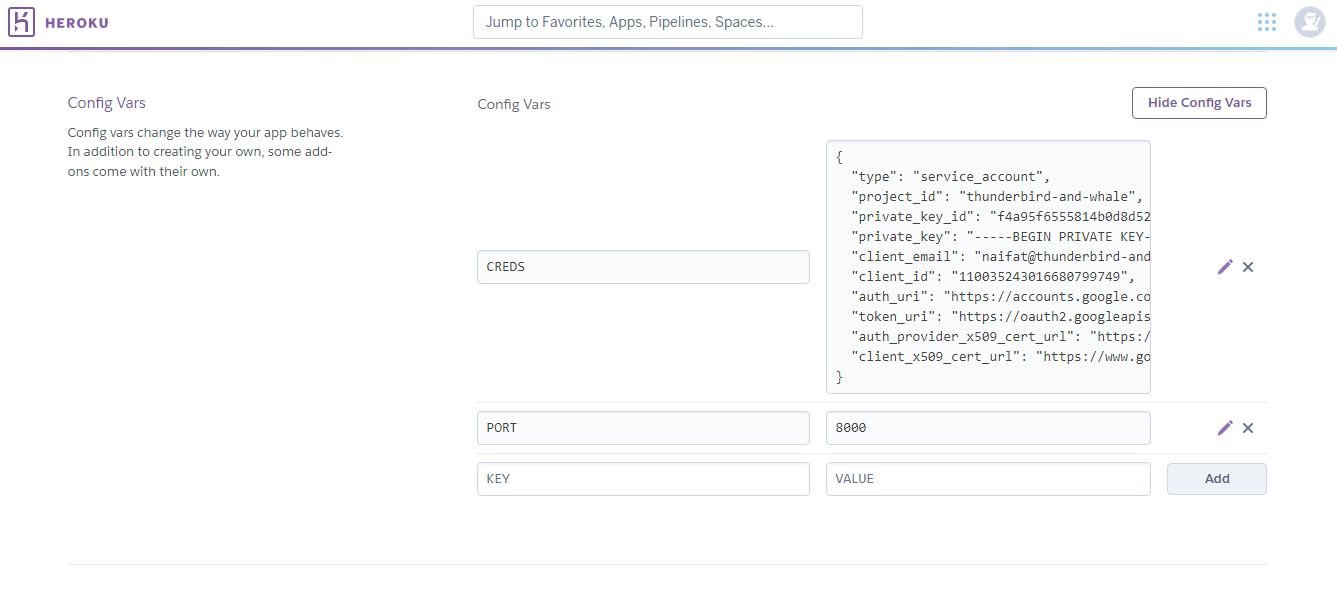 HEROKU
Jump to Favorites, Apps, Pipelines, Spaces...
Config Vars
Config vars change the way your app behaves.
In addition to creating your own, some add-
ons come with their own.
Config Vars
Hide Config Vars
CREDS
{
"type": "service_account",
"project_id": "thunderbird-and-whale",
"private_key_id": "f4a95f6555814b0d8d52
"private_key": "-----BEGIN PRIVATE KEY-
"client_email": "naifat@thunderbird-and
"client_id": "110035243016680799749",
"auth_uri": "https://accounts.google.co
"token_uri": "https://oauth2.googleapis
"auth_provider_x509_cert_url": "https:/
"client_x509_cert_url": "https://www.go
}
PORT
8000
KEY
VALUE
Add